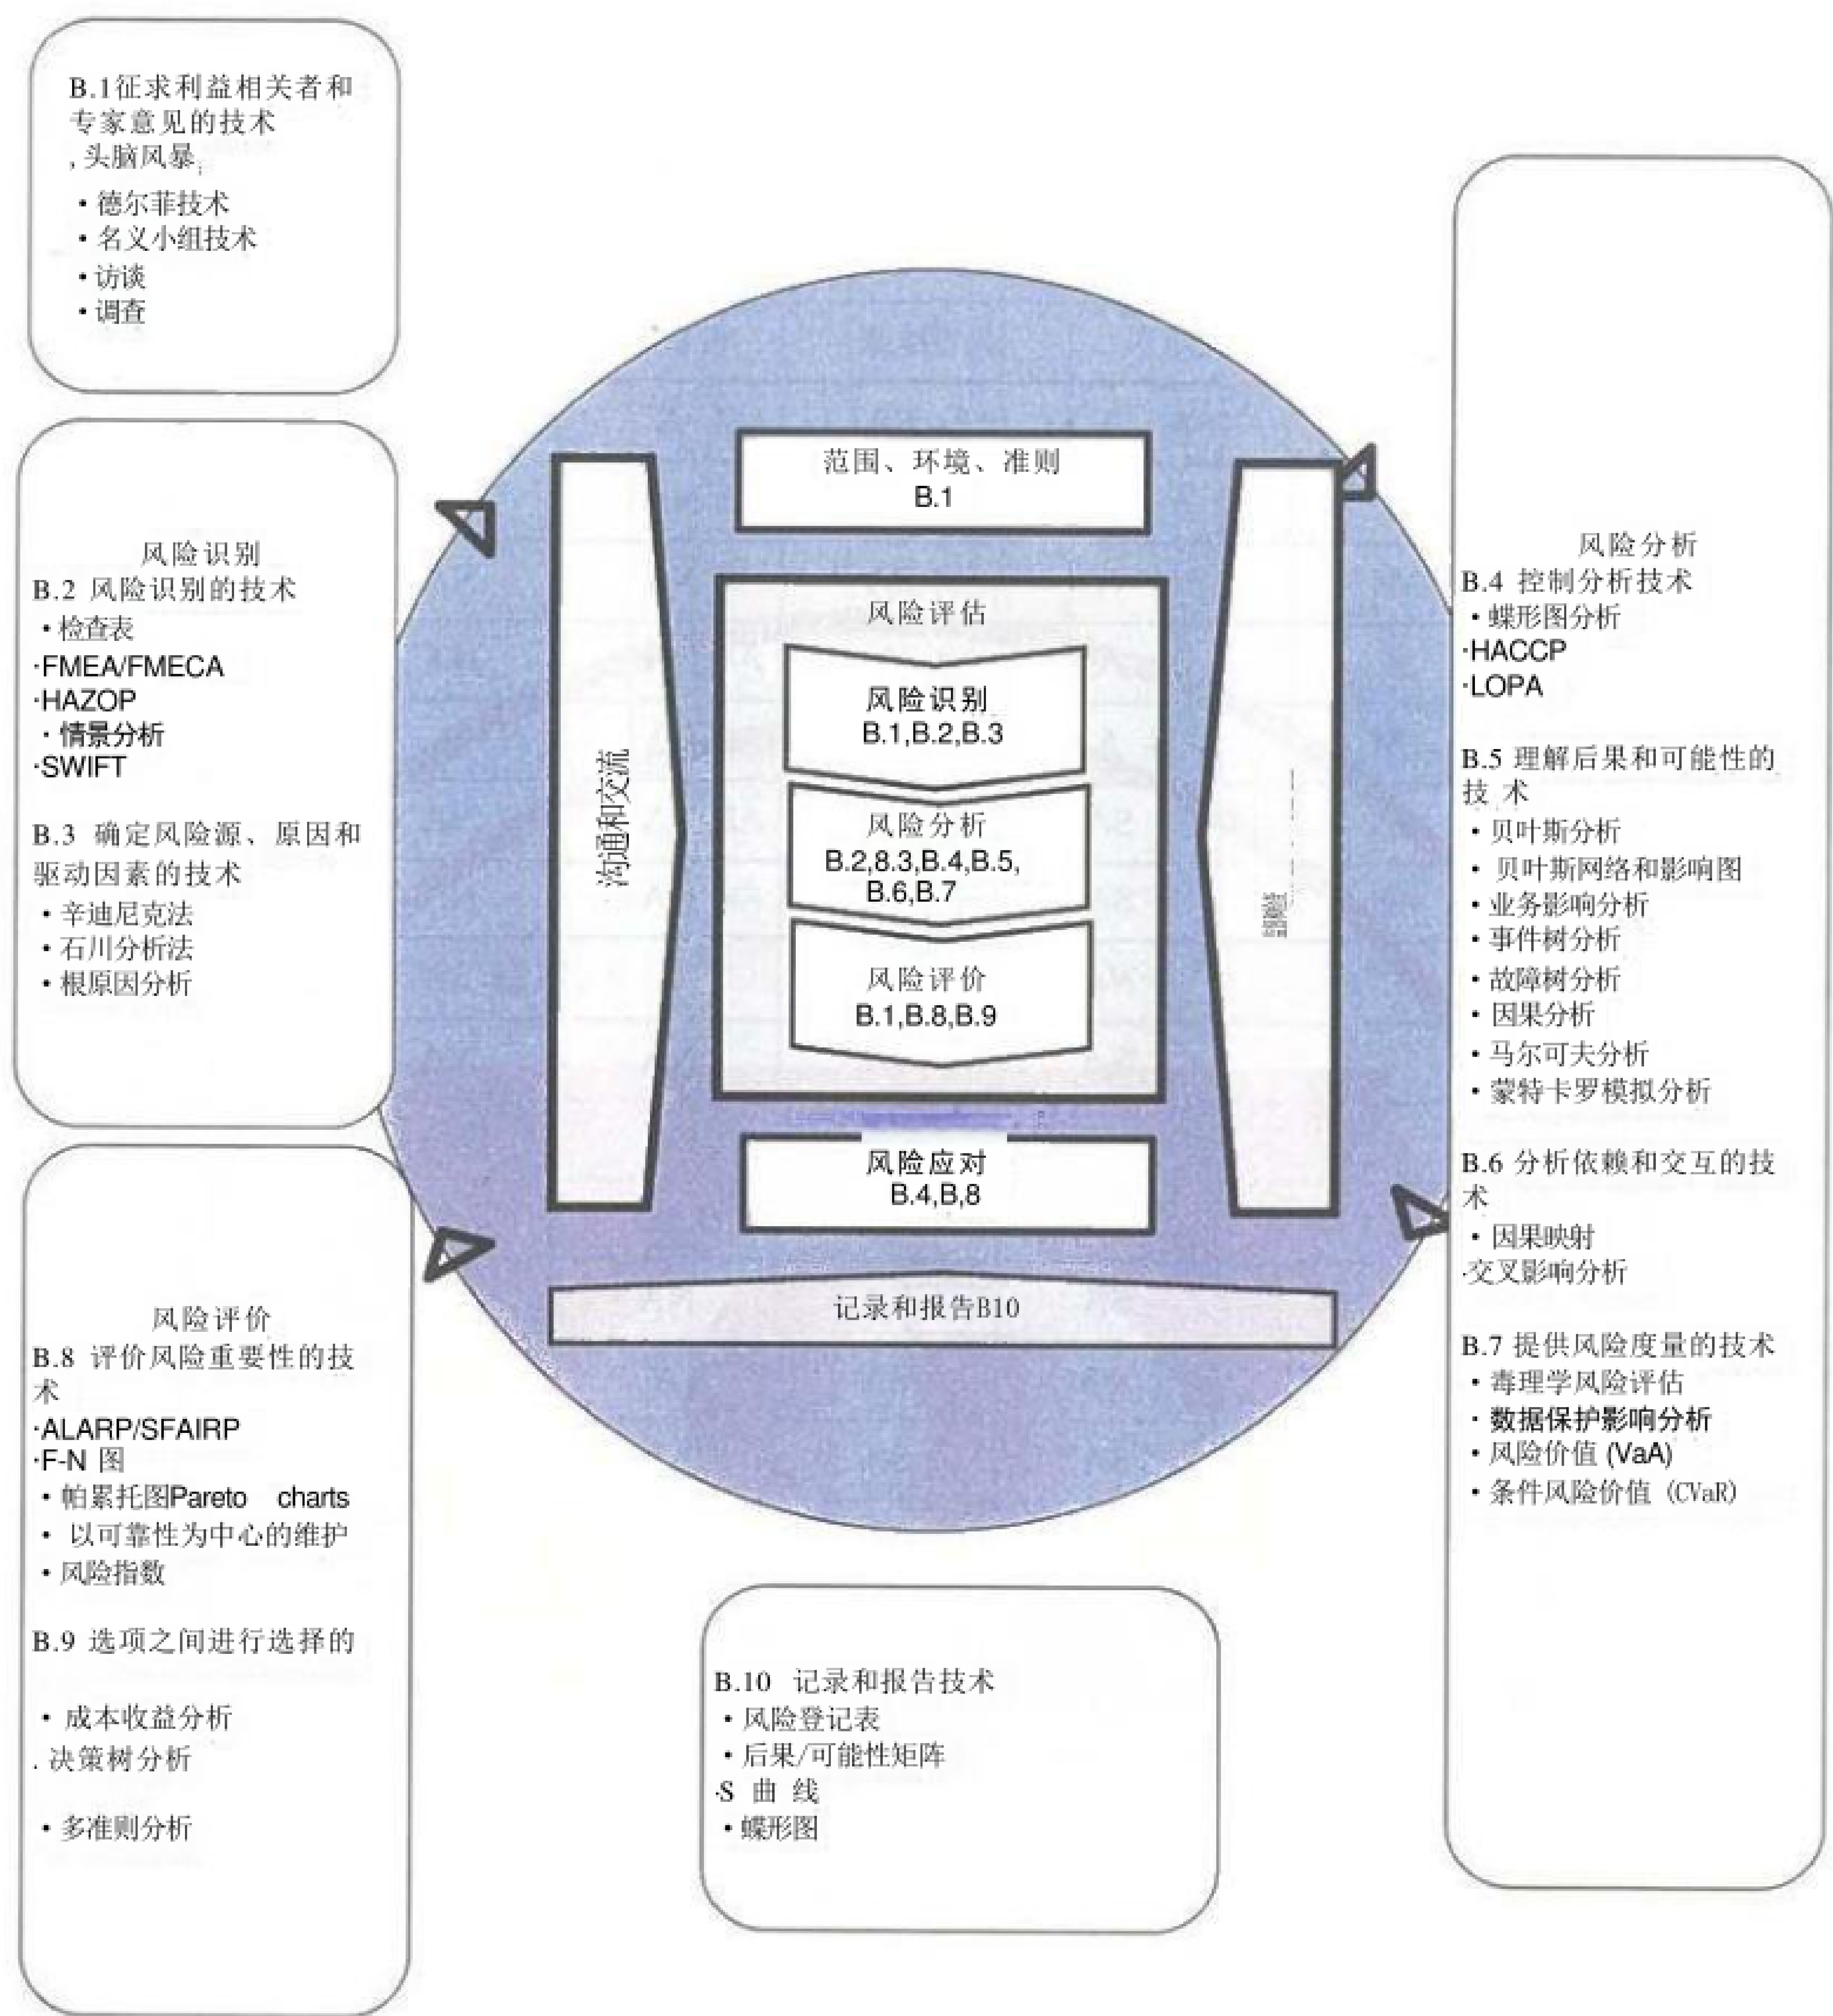 B.1征求利益相关者和
专家意见的技术
,头脑风暴;
•德尔菲技术
•名义小组技术
•访谈
•调查
风险识别
B.2 风险识别的技术
•检查表
·FMEA/FMECA
·HAZOP
•情景分析
·SWIFT
B.3 确定风险源、原因和
驱动因素的技术
•辛迪尼克法
•石川分析法
•根原因分析
风险评价
B.8 评价风险重要性的技
术
·ALARP/SFAIRP
·F-N 图
•帕累托图Pareto charts
•以可靠性为中心的维护
•风险指数
B.9 选项之间进行选择的
•成本收益分析
.决策树分析
•多准则分析
范围、环境、准则
B.1
沟通和交流
风险评估
风险识别
B.1,B.2,B.3
风险分析
B.2,8.3,B.4,B.5,
B.6,B.7
风险评价
B.1,B.8,B.9
风险应对
B.4,B,8
记录和报告B10
B.10 记录和报告技术
•风险登记表
•后果/可能性矩阵
·S 曲 线
•蝶形图
风险分析
B.4 控制分析技术
•蝶形图分析
·HACCP
·LOPA
B.5 理解后果和可能性的
技 术
•贝叶斯分析
•贝叶斯网络和影响图
•业务影响分析
•事件树分析
•故障树分析
•因果分析
•马尔可夫分析
•蒙特卡罗模拟分析
B.6 分析依赖和交互的技
术
•因果映射
·交叉影响分析
B.7 提供风险度量的技术
•毒理学风险评估
•数据保护影响分析
•风险价值 (VaA)
•条件风险价值 (CVaR)